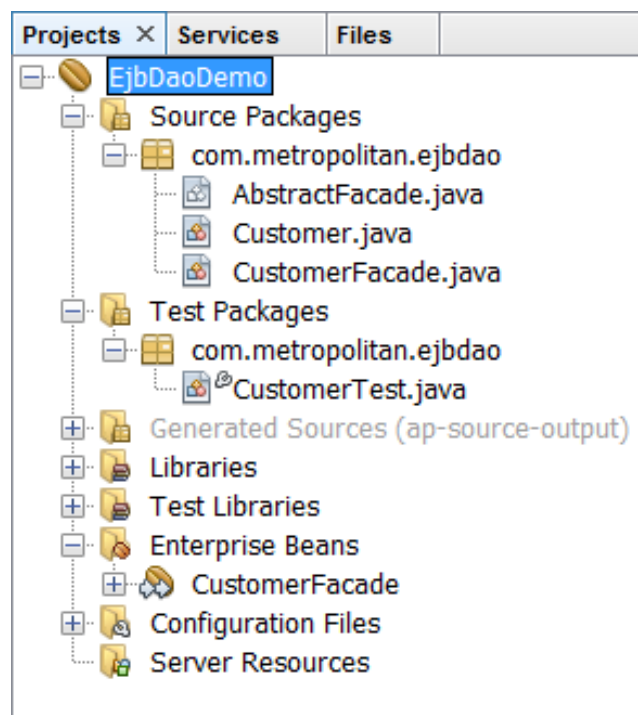 Projects Services Files
EjbDaoDemo
Source Packages
com.metropolitan.ejbdao
AbstractFacade.java
Customer.java
CustomerFacade.java
Test Packages
com.metropolitan.ejbdao
CustomerTest.java
Generated Sources (ap-source-output)
Libraries
Test Libraries
Enterprise Beans
CustomerFacade
Configuration Files
Server Resources